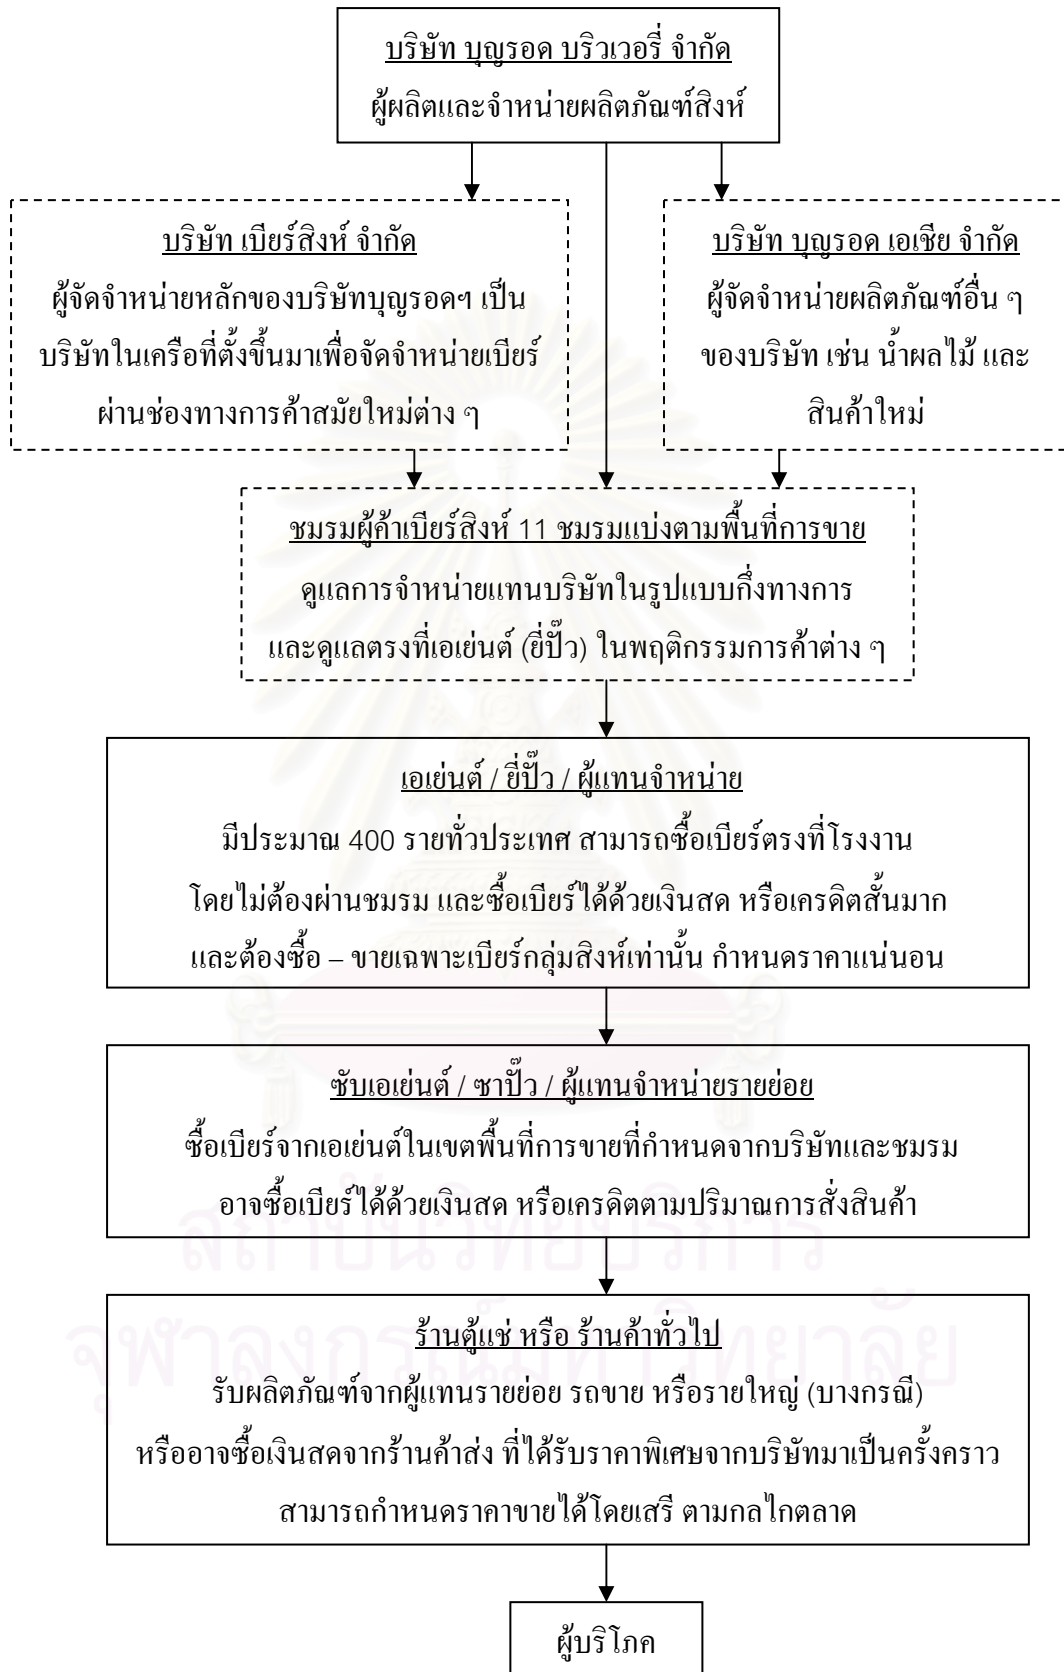 บริษัท บุญรอด บริวเวอรี่ จำกัด
ผู้ผลิตและจำหน่ายผลิตภัณฑ์สิงห์
บริษัท เบียร์สิงห์ จำกัด
ผู้จัดจำหน่ายหลักของบริษัทบุญรอดฯ เป็น
บริษัทในเครือที่ตั้งขึ้นมาเพื่อจัดจำหน่ายเบียร์
ผ่านช่องทางการค้าสมัยใหม่ต่าง ๆ
บริษัท บุญรอด เอเชีย จำกัด
ผู้จัดจำหน่ายผลิตภัณฑ์อื่น ๆ
ของบริษัท เช่น น้ำผลไม้ และ
สินค้าใหม่
ชมรมผู้ค้าเบียร์สิงห์ 11 ชมรมแบ่งตามพื้นที่การขาย
ดูแลการจำหน่ายแทนบริษัทในรูปแบบกึ่งทางการ
และดูแลตรงที่เอเย่นต์ (ยี่ปั๊ว) ในพฤติกรรมการค้าต่าง ๆ
เอเย่นต์ / ยี่ปั๊ว / ผู้แทนจำหน่าย
มีประมาณ 400 รายทั่วประเทศ สามารถซื้อเบียร์ตรงที่โรงงาน
โดยไม่ต้องผ่านชมรม และซื้อเบียร์ได้ด้วยเงินสด หรือเครดิตสั้นมาก
และต้องซื้อ – ขายเฉพาะเบียร์กลุ่มสิงห์เท่านั้น กำหนดราคาแน่นอน
ซับเอเย่นต์ / ซาปั๊ว / ผู้แทนจำหน่ายรายย่อย
ซื้อเบียร์จากเอเย่นต์ในเขตพื้นที่การขายที่กำหนดจากบริษัทและชมรม
อาจซื้อเบียร์ได้ด้วยเงินสด หรือเครดิตตามปริมาณการสั่งสินค้า
สถาบันวิทยบริการ
ร้านตู้แช่ หรือ ร้านค้าทั่วไป
จุฬาลงกรณ์มหาวิทยาลัย
รับผลิตภัณฑ์จากผู้แทนรายย่อย รถขาย หรือรายใหญ่ (บางกรณี)
หรืออาจซื้อเงินสดจากร้านค้าส่ง ที่ได้รับราคาพิเศษจากบริษัทมาเป็นครั้งคราว
สามารถกำหนดราคาขายได้โดยเสรี ตามกลไกตลาด
ผู้บริโภค